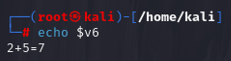 ┌──(root㉿kali)-[/home/kali]
└─# echo $v6
2+5=7